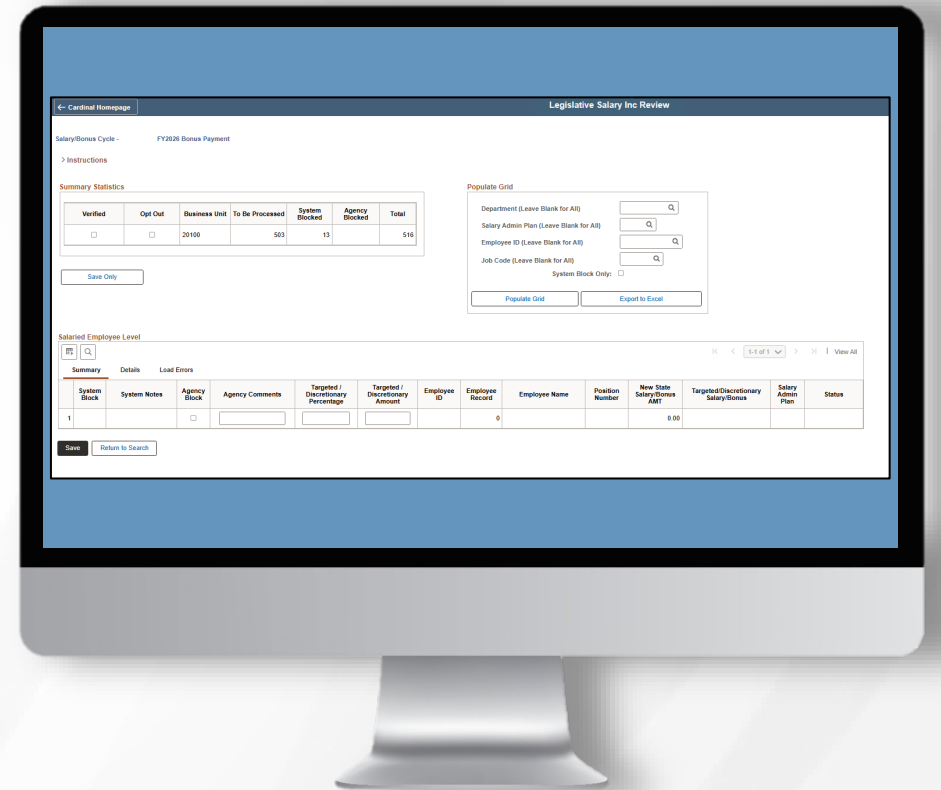 ← Cardinal Homepage
Legislative Salary Inc Review
Salary/Bonus Cycle - FY2026 Bonus Payment
> Instructions
Summary Statistics
Verified Opt Out Business Unit To Be Processed System Blocked Agency Blocked Total
20100 503 13 516
Save Only
Populate Grid
Department (Leave Blank for All)
Salary Admin Plan (Leave Blank for All)
Employee ID (Leave Blank for All)
Job Code (Leave Blank for All)
System Block Only:
Populate Grid Export to Excel
Salaried Employee Level
1-1 of 1 View All
Summary Details Load Errors
System Block System Notes Agency Block Agency Comments Targeted / Discretionary Percentage Targeted / Discretionary Amount Employee ID Employee Record Employee Name Position Number New State Salary/Bonus AMT Targeted/Discretionary Salary/Bonus Salary Admin Plan Status
1 0 0.00
Save Return to Search